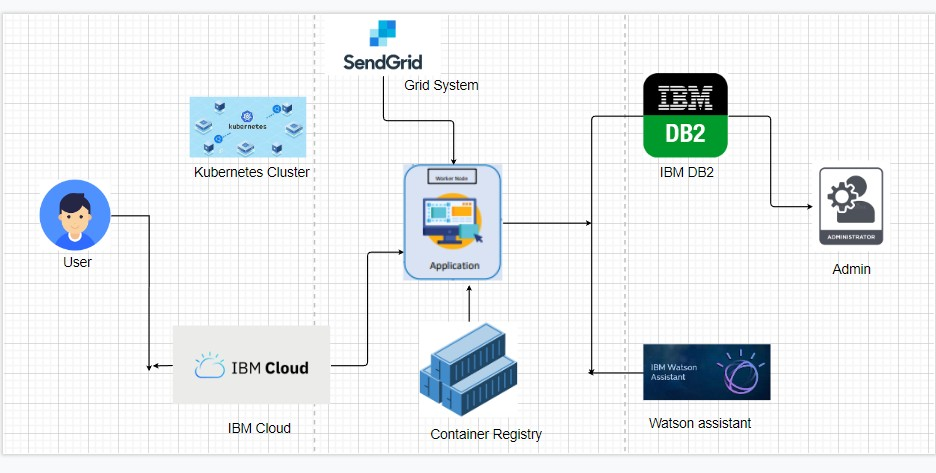 SendGrid
Grid System
kubernetes
Kubernetes Cluster
IBM
DB2
IBM DB2
Worker Node
Application
ADMINISTRATOR
Admin
User
IBM Cloud
IBM Cloud
Container Registry
IBM Watson
Assistant
Watson assistant